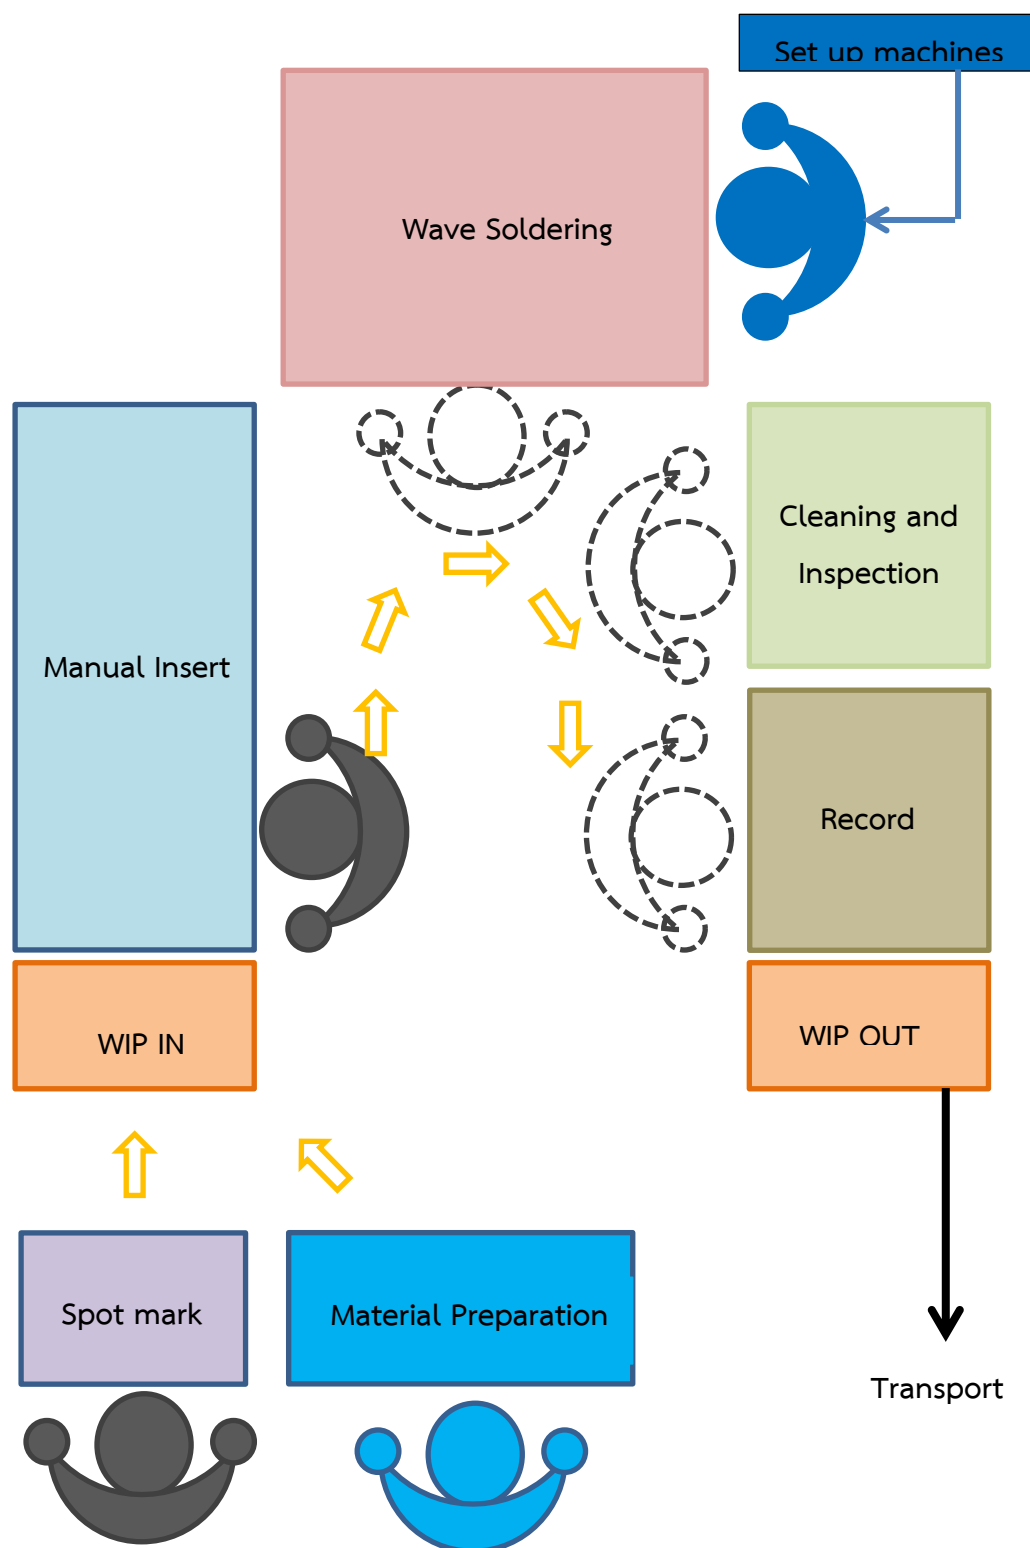 Set up machines
Wave Soldering
Cleaning and
Inspection
Manual Insert
Record
WIP IN
WIP OUT
Spot mark
Material Preparation
Transport